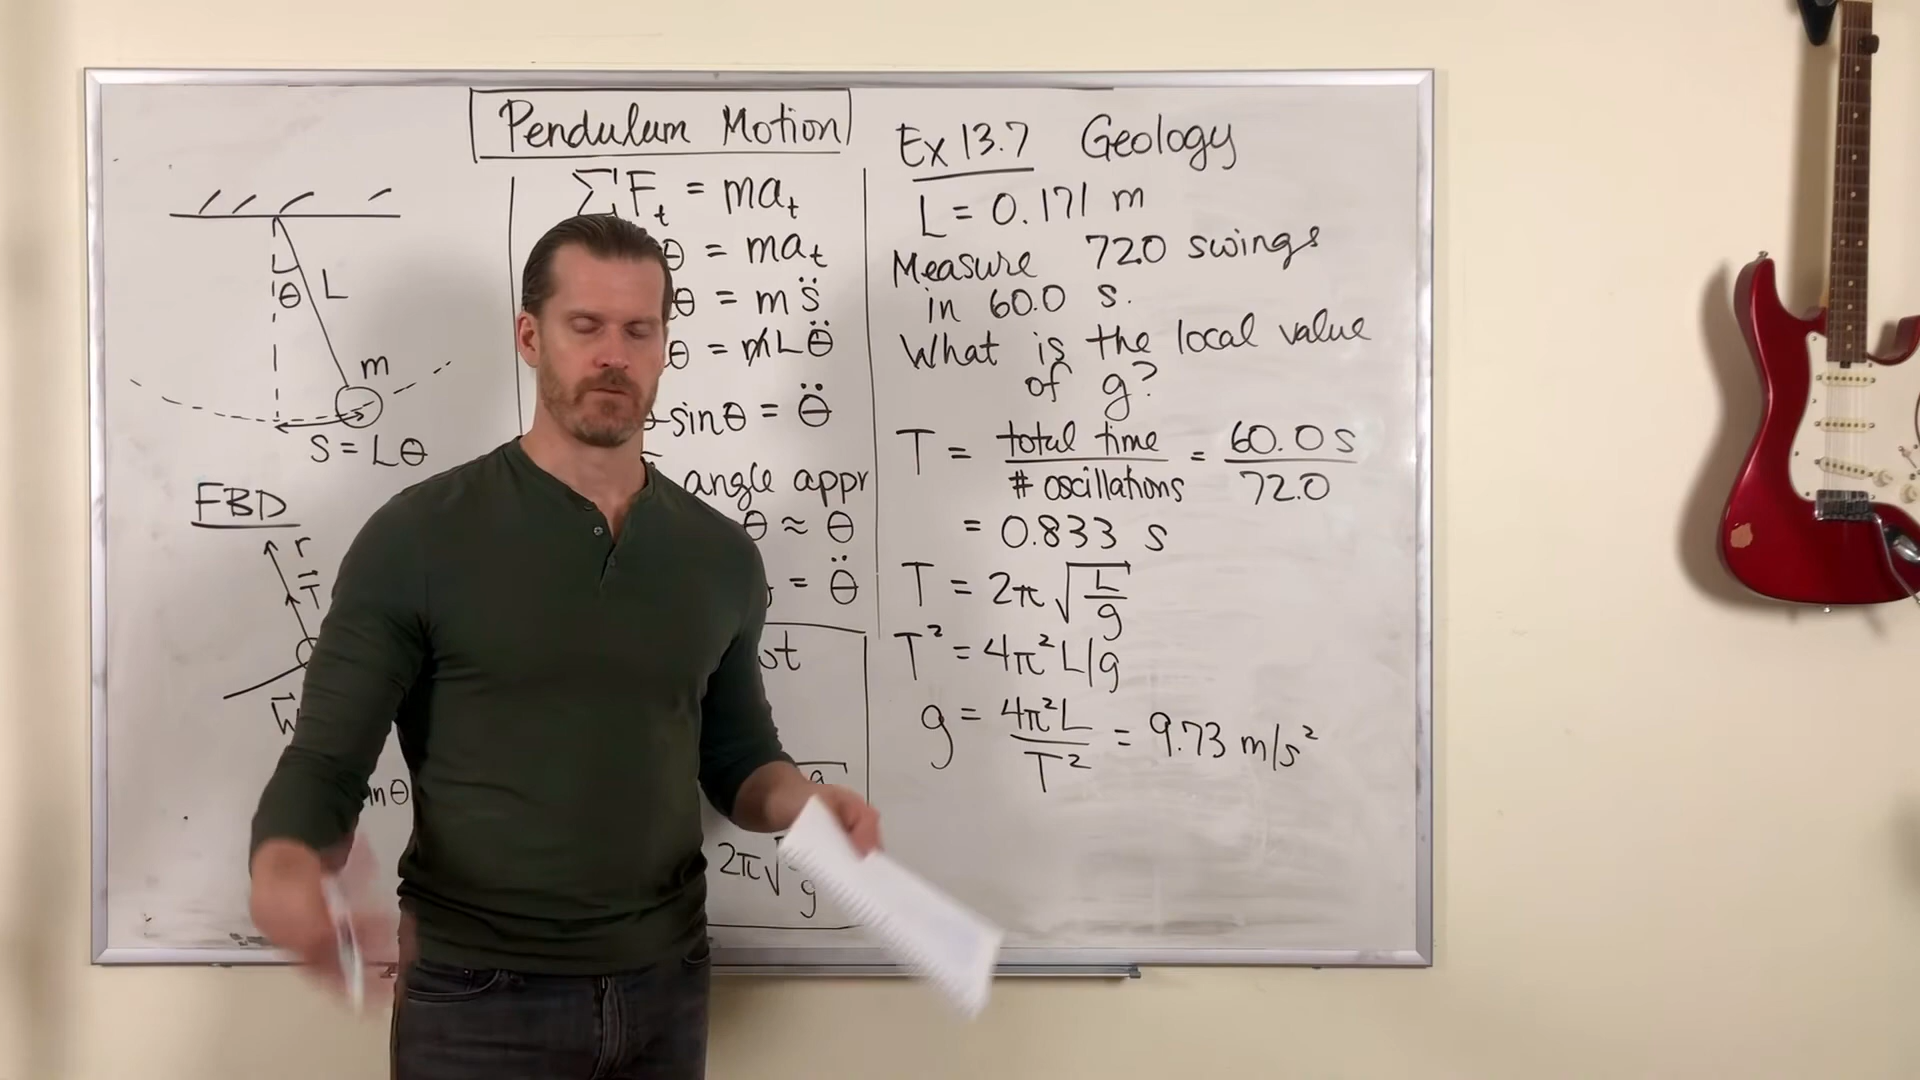 Pendulum Motion
θ
L
m
S = Lθ
FBD
r
T
W
nθ
ΣF_t = ma_t
θ = ma_t
θ = m s̈
θ = mLθ̈
sinθ = θ̈
angle appr
θ ≈ θ
= θ̈
2π√
g
Ex 13.7 Geology
L = 0.171 m
Measure 72.0 swings
in 60.0 s.
What is the local value
of g?
T = total time / # oscillations = 60.0 s / 72.0
= 0.833 s
T = 2π√L/g
T² = 4π²L/g
g = 4π²L / T² = 9.73 m/s²